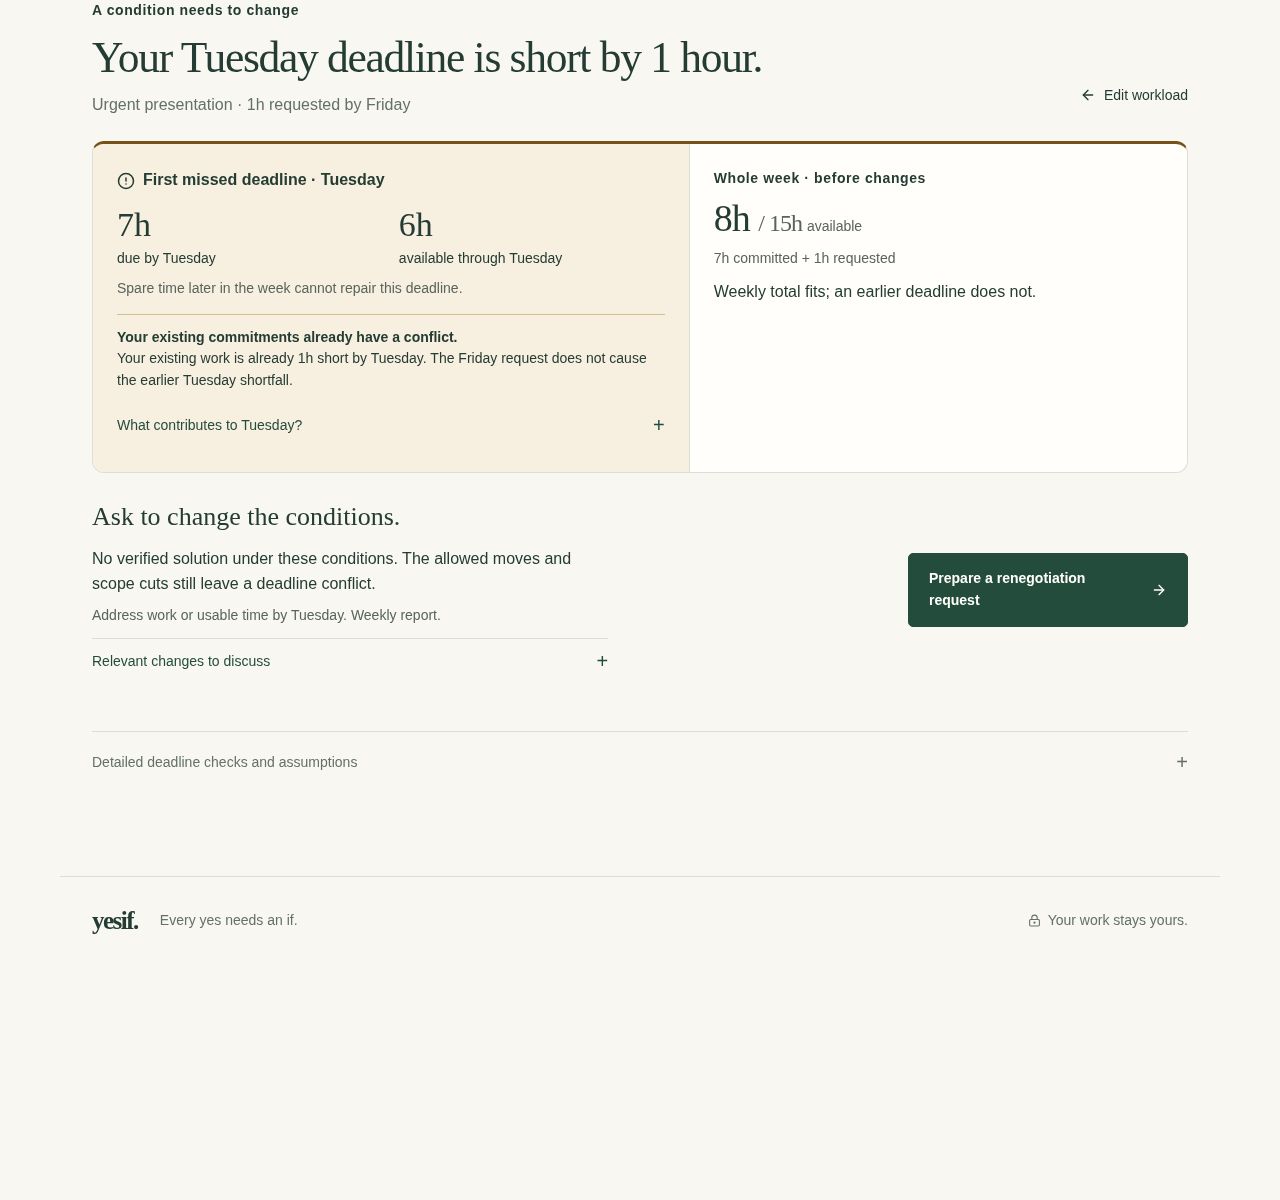 A condition needs to change
Your Tuesday deadline is short by 1 hour.
Urgent presentation · 1h requested by Friday
← Edit workload
First missed deadline · Tuesday
7h
due by Tuesday
6h
available through Tuesday
Spare time later in the week cannot repair this deadline.
Your existing commitments already have a conflict.
Your existing work is already 1h short by Tuesday. The Friday request does not cause
the earlier Tuesday shortfall.
What contributes to Tuesday? +
Whole week · before changes
8h / 15h available
7h committed + 1h requested
Weekly total fits; an earlier deadline does not.
Ask to change the conditions.
No verified solution under these conditions. The allowed moves and
scope cuts still leave a deadline conflict.
Address work or usable time by Tuesday. Weekly report.
Relevant changes to discuss +
Prepare a renegotiation
request →
Detailed deadline checks and assumptions +
yesif. Every yes needs an if.
Your work stays yours.